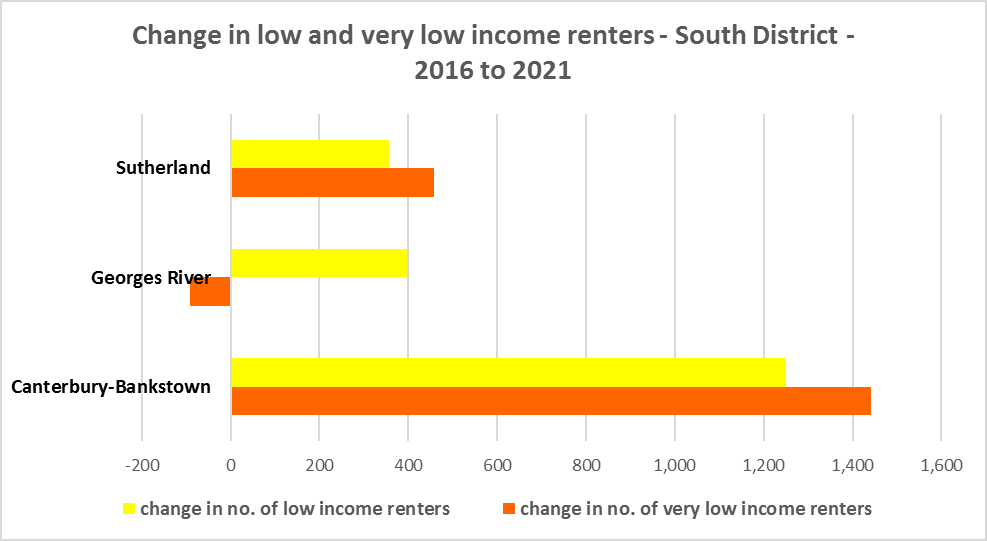 Change in low and very low income renters - South District -
2016 to 2021
Sutherland
Georges River
Canterbury-Bankstown
-200 0 200 400 600 800 1,000 1,200 1,400 1,600
change in no. of low income renters change in no. of very low income renters